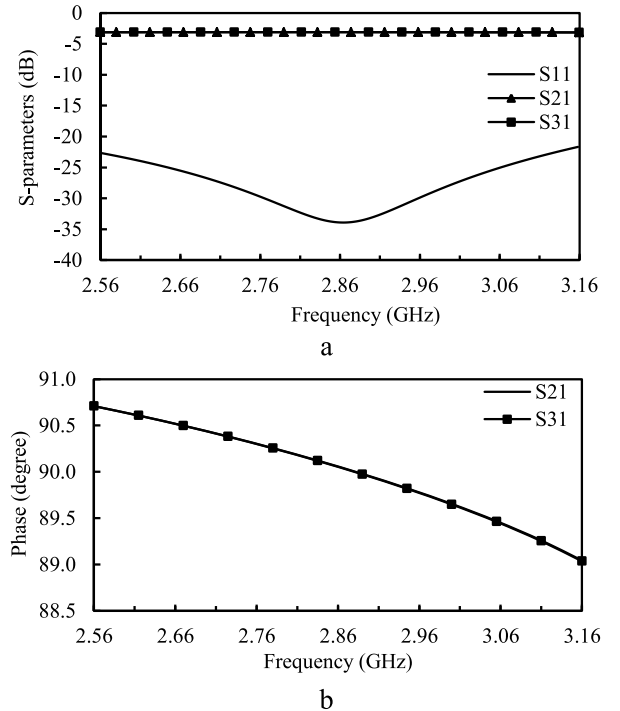 0
-5
-10
-15
-20
-25
-30
-35
-40
S-parameters (dB)
S11
S21
S31
2.56 2.66 2.76 2.86 2.96 3.06 3.16
Frequency (GHz)
a
91.0
90.5
90.0
89.5
89.0
88.5
Phase (degree)
S21
S31
2.56 2.66 2.76 2.86 2.96 3.06 3.16
Frequency (GHz)
b